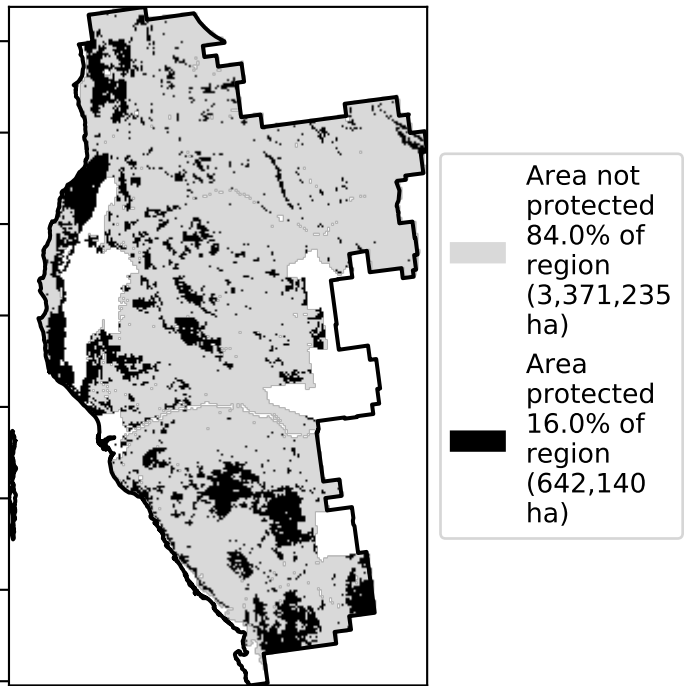 Area not
protected
84.0% of
region
(3,371,235
ha)
Area
protected
16.0% of
region
(642,140
ha)